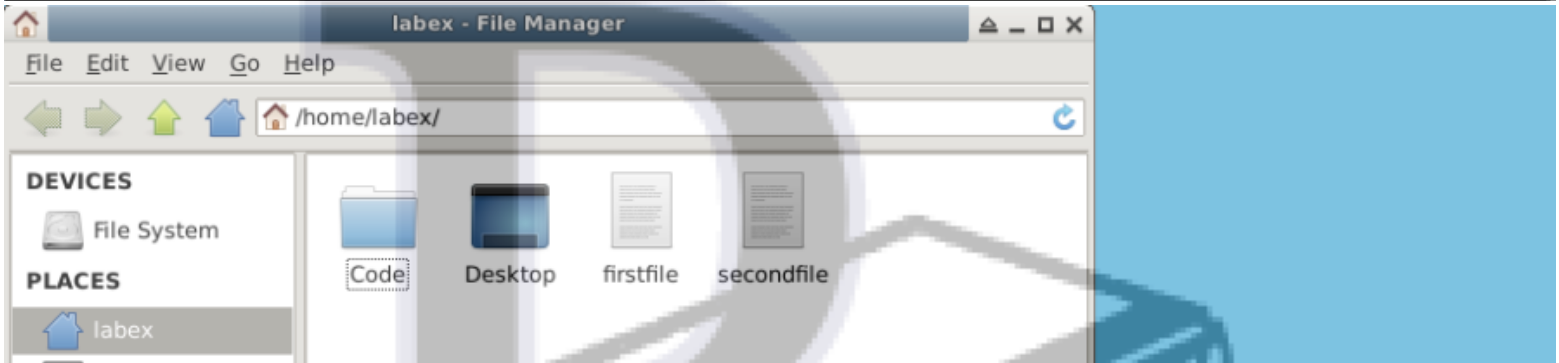 labex - File Manager
File Edit View Go Help
/home/labex/
DEVICES
File System
PLACES
labex
Code Desktop firstfile secondfile